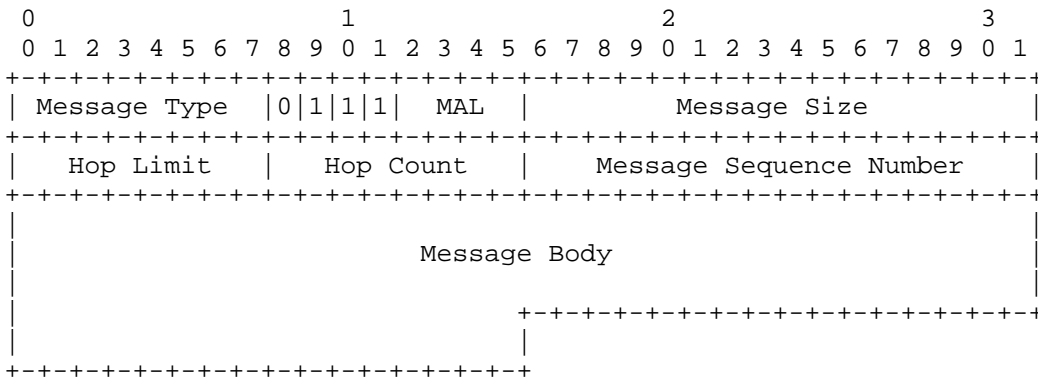 0                   1                   2                   3
 0 1 2 3 4 5 6 7 8 9 0 1 2 3 4 5 6 7 8 9 0 1 2 3 4 5 6 7 8 9 0 1
+-+-+-+-+-+-+-+-+-+-+-+-+-+-+-+-+-+-+-+-+-+-+-+-+-+-+-+-+-+-+-+-+
| Message Type  |0|1|1|1|  MAL  |         Message Size          |
+-+-+-+-+-+-+-+-+-+-+-+-+-+-+-+-+-+-+-+-+-+-+-+-+-+-+-+-+-+-+-+-+
|   Hop Limit   |   Hop Count   |    Message Sequence Number    |
+-+-+-+-+-+-+-+-+-+-+-+-+-+-+-+-+-+-+-+-+-+-+-+-+-+-+-+-+-+-+-+-+
|                                                               |
|                         Message Body                          |
|                                                               |
|                               +-+-+-+-+-+-+-+-+-+-+-+-+-+-+-+-+
|                               |
+-+-+-+-+-+-+-+-+-+-+-+-+-+-+-+-+